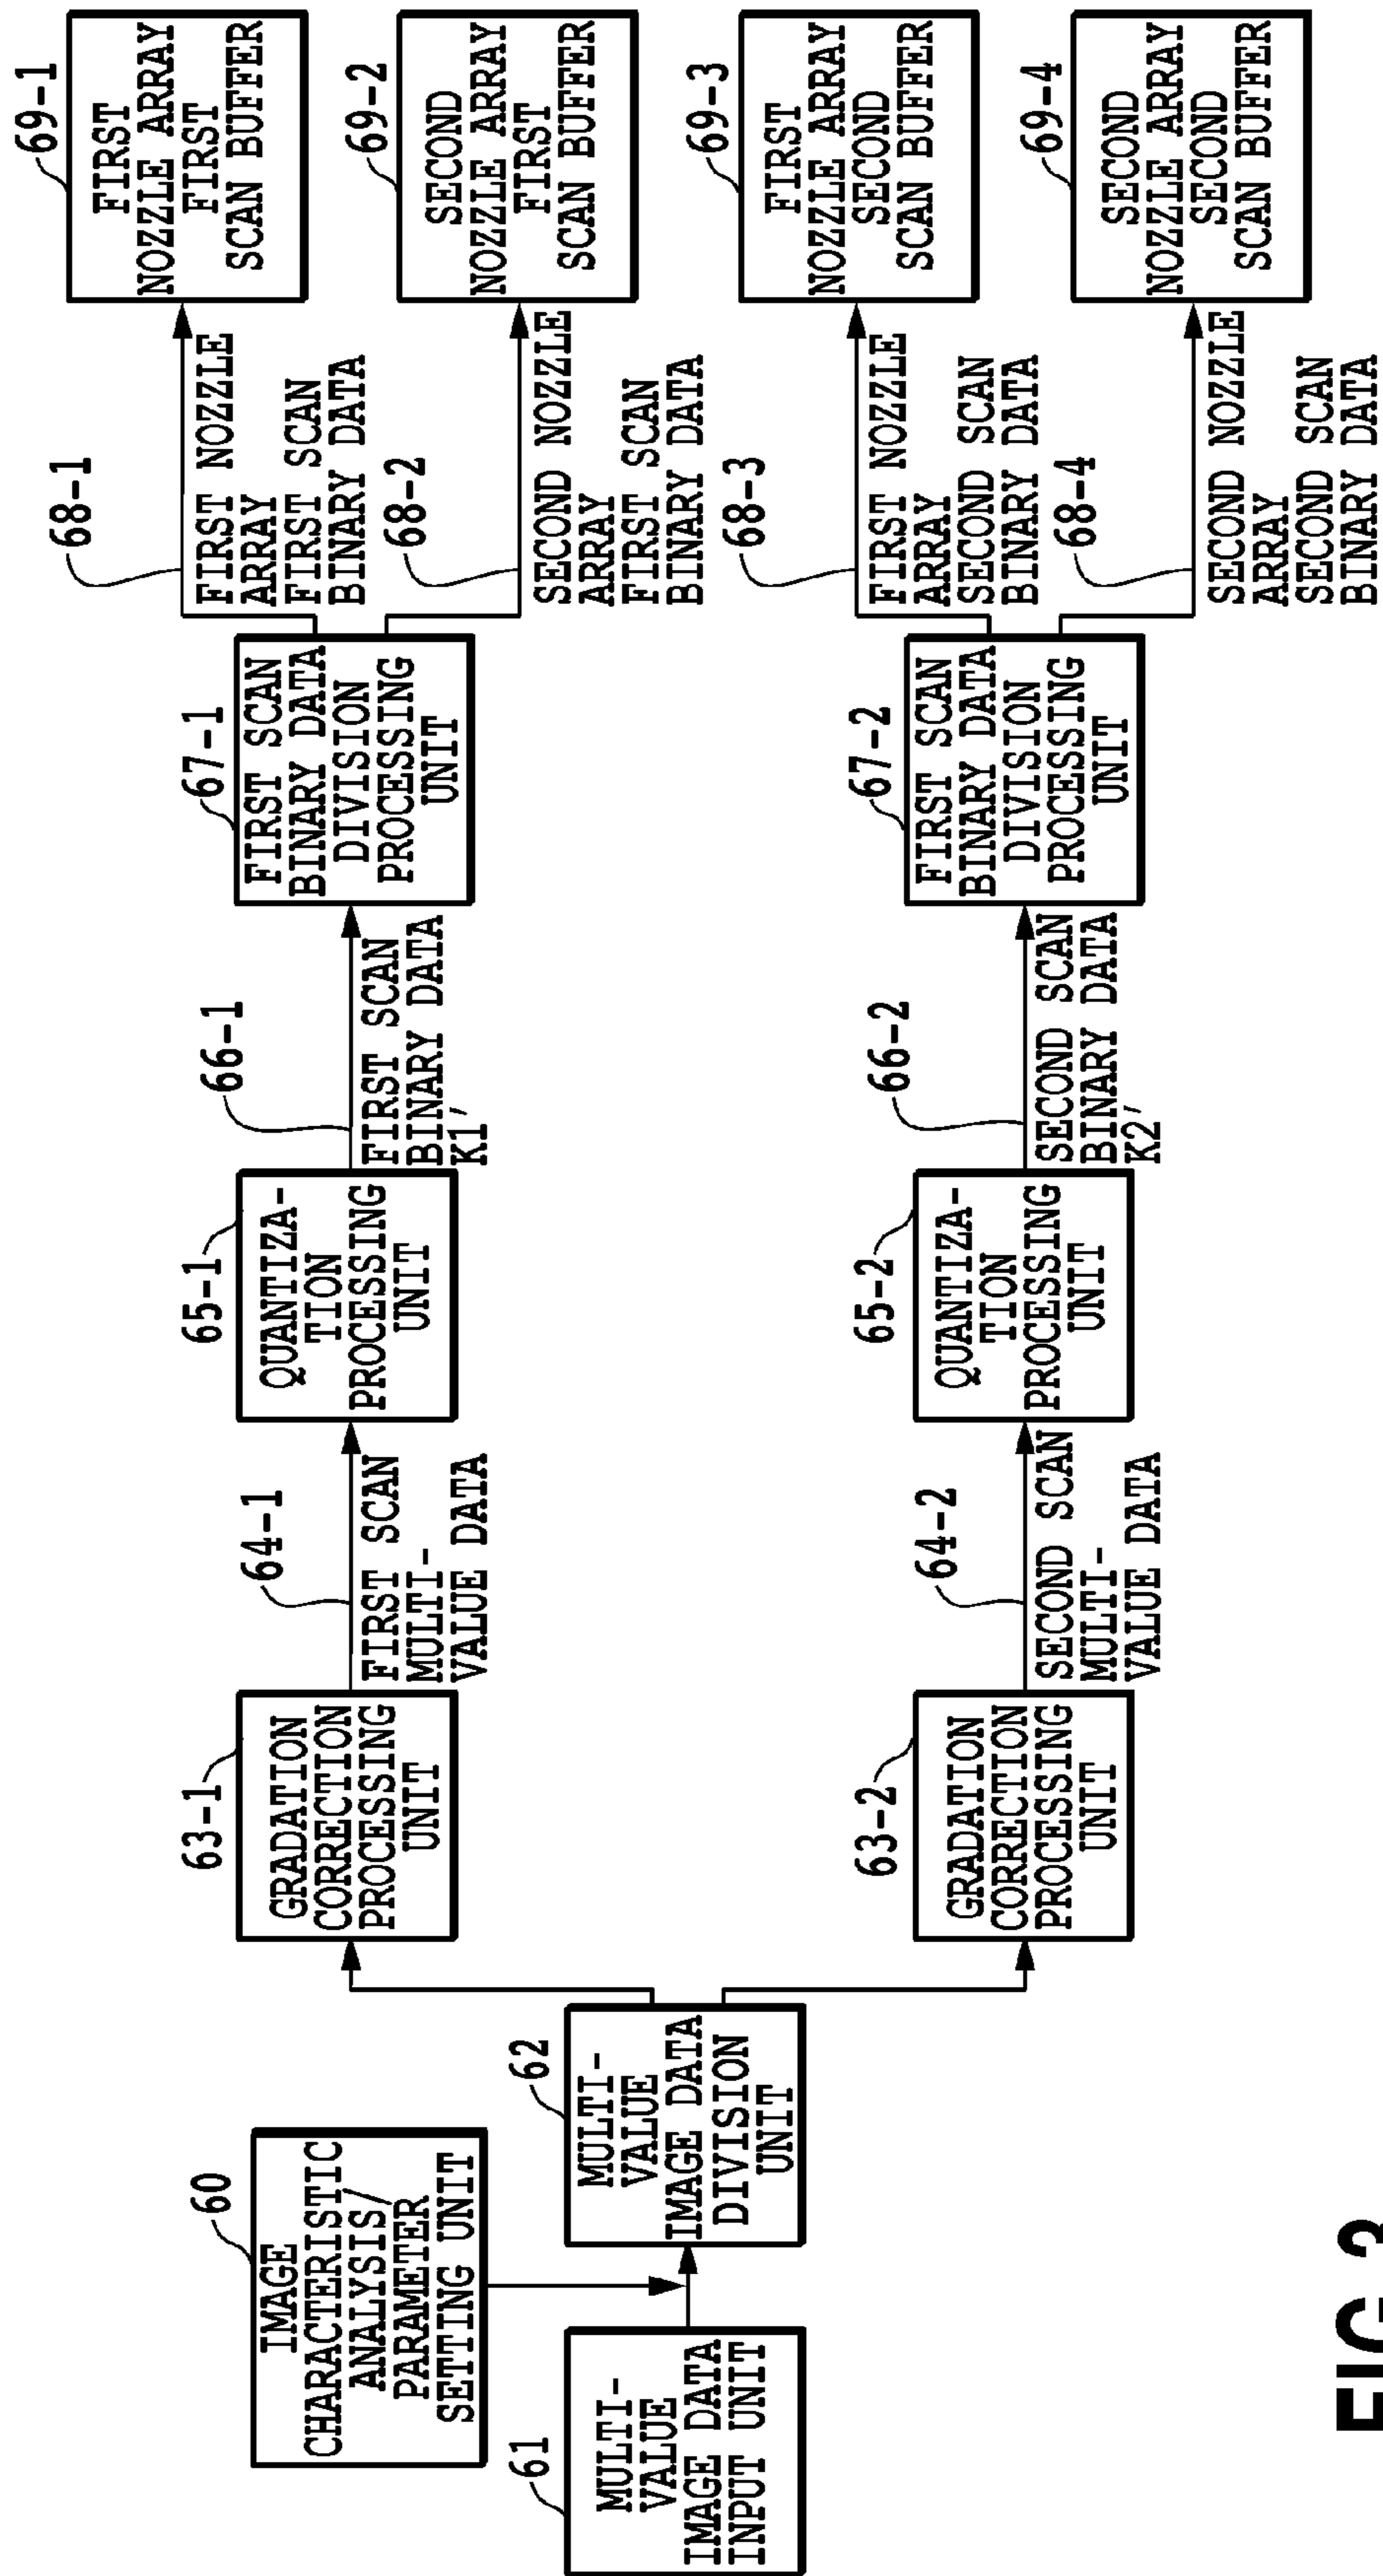 60
IMAGE
CHARACTERISTIC
ANALYSIS/
PARAMETER
SETTING UNIT
61
MULTI-
VALUE
IMAGE DATA
INPUT UNIT
62
MULTI-
VALUE
IMAGE DATA
DIVISION
UNIT
63-1
GRADATION
CORRECTION
PROCESSING
UNIT
64-1
FIRST SCAN
MULTI-
VALUE DATA
65-1
QUANTIZA-
TION
PROCESSING
UNIT
66-1
FIRST SCAN
BINARY DATA
K1'
67-1
FIRST SCAN
BINARY DATA
DIVISION
PROCESSING
UNIT
68-1
FIRST NOZZLE
ARRAY
FIRST SCAN
BINARY DATA
69-1
FIRST
NOZZLE ARRAY
FIRST
SCAN BUFFER
68-2
SECOND NOZZLE
ARRAY
FIRST SCAN
BINARY DATA
69-2
SECOND
NOZZLE ARRAY
FIRST
SCAN BUFFER
63-2
GRADATION
CORRECTION
PROCESSING
UNIT
64-2
SECOND SCAN
MULTI-
VALUE DATA
65-2
QUANTIZA-
TION
PROCESSING
UNIT
66-2
SECOND SCAN
BINARY DATA
K2'
67-2
FIRST SCAN
BINARY DATA
DIVISION
PROCESSING
UNIT
68-3
FIRST NOZZLE
ARRAY
SECOND SCAN
BINARY DATA
69-3
FIRST
NOZZLE ARRAY
SECOND
SCAN BUFFER
68-4
SECOND NOZZLE
ARRAY
SECOND SCAN
BINARY DATA
69-4
SECOND
NOZZLE ARRAY
SECOND
SCAN BUFFER
FIG.3